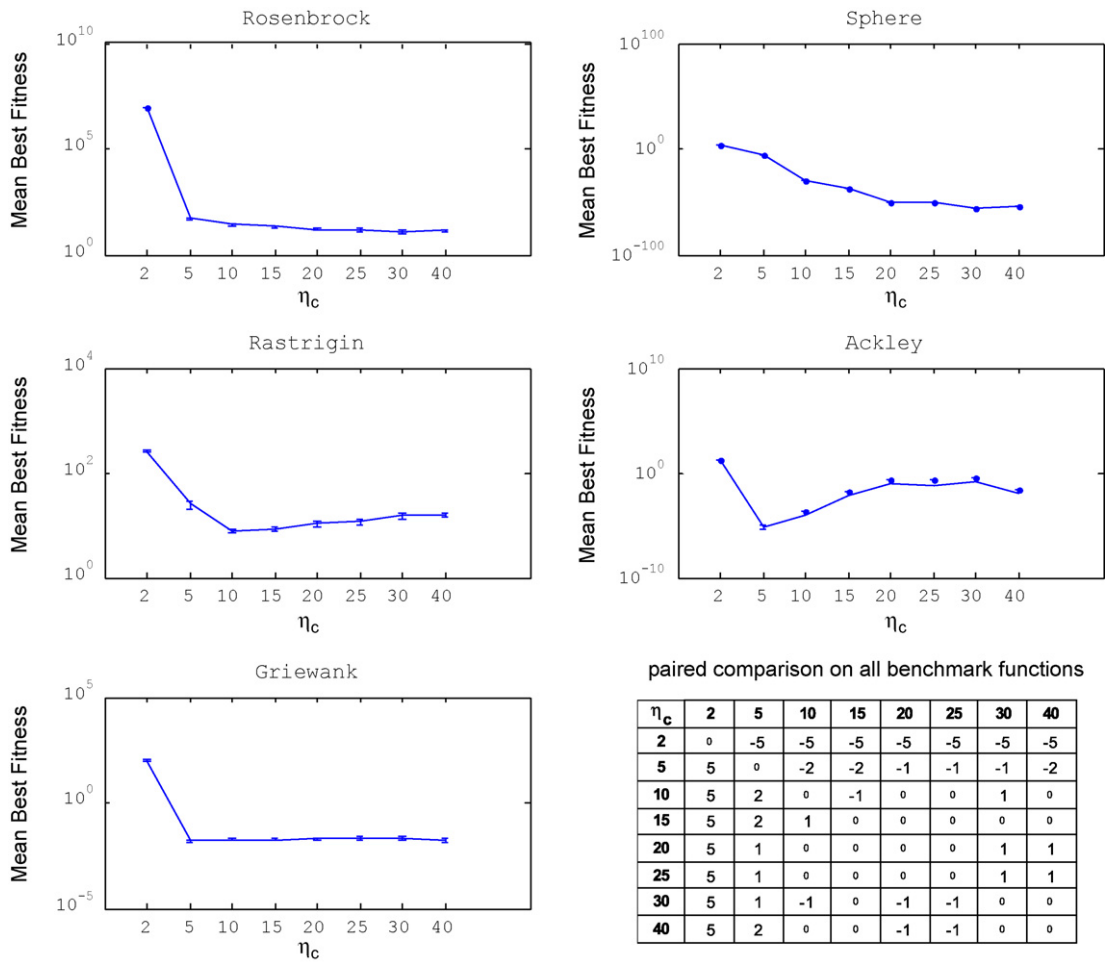 Rosenbrock
Mean Best Fitness
10^10
10^5
10^0
2 5 10 15 20 25 30 40
η_c
Sphere
Mean Best Fitness
10^100
10^0
10^-100
2 5 10 15 20 25 30 40
η_c
Rastrigin
Mean Best Fitness
10^4
10^2
10^0
2 5 10 15 20 25 30 40
η_c
Ackley
Mean Best Fitness
10^10
10^0
10^-10
2 5 10 15 20 25 30 40
η_c
Griewank
Mean Best Fitness
10^5
10^0
10^-5
2 5 10 15 20 25 30 40
η_c
paired comparison on all benchmark functions
η_c 2 5 10 15 20 25 30 40
2 0 -5 -5 -5 -5 -5 -5 -5
5 5 0 -2 -2 -1 -1 -1 -2
10 5 2 0 -1 0 0 1 0
15 5 2 1 0 0 0 0 0
20 5 1 0 0 0 0 1 1
25 5 1 0 0 0 0 1 1
30 5 1 -1 0 -1 -1 0 0
40 5 2 0 0 -1 -1 0 0